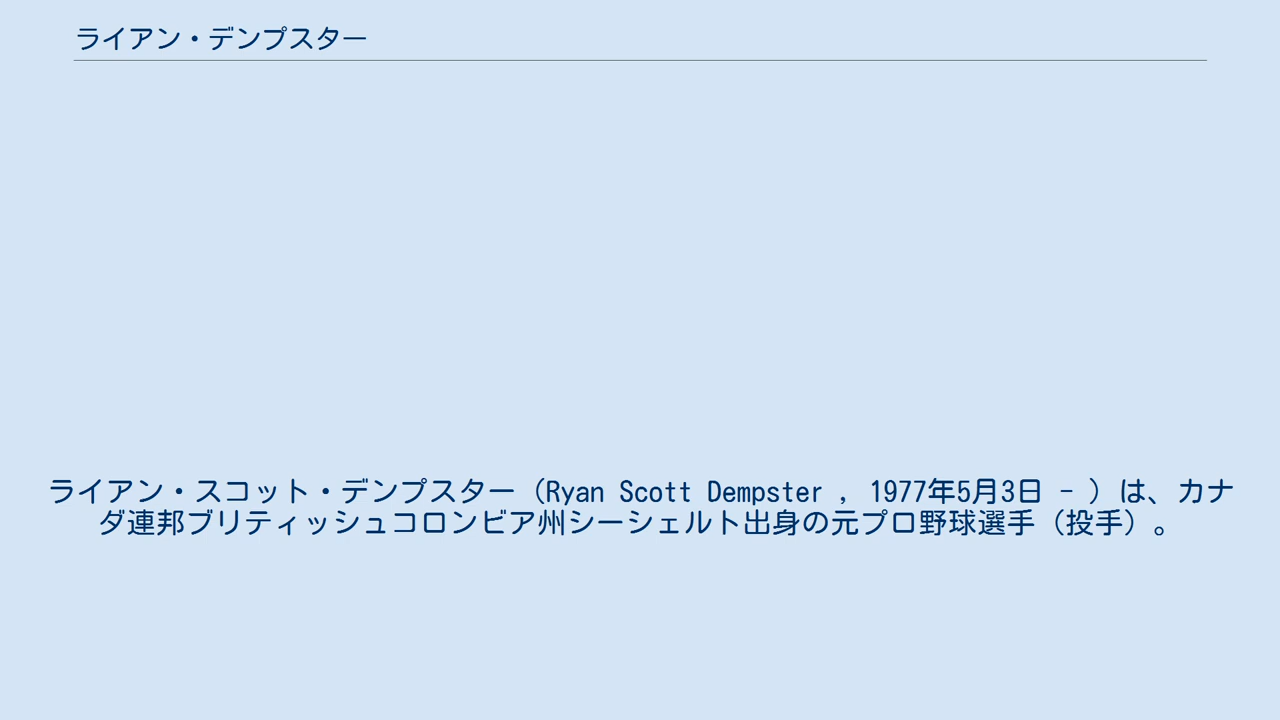 ライアン・デンプスター
ライアン・スコット・デンプスター（Ryan Scott Dempster , 1977年5月3日 - ）は、カナ
ダ連邦ブリティッシュコロンビア州シーシェルト出身の元プロ野球選手（投手）。